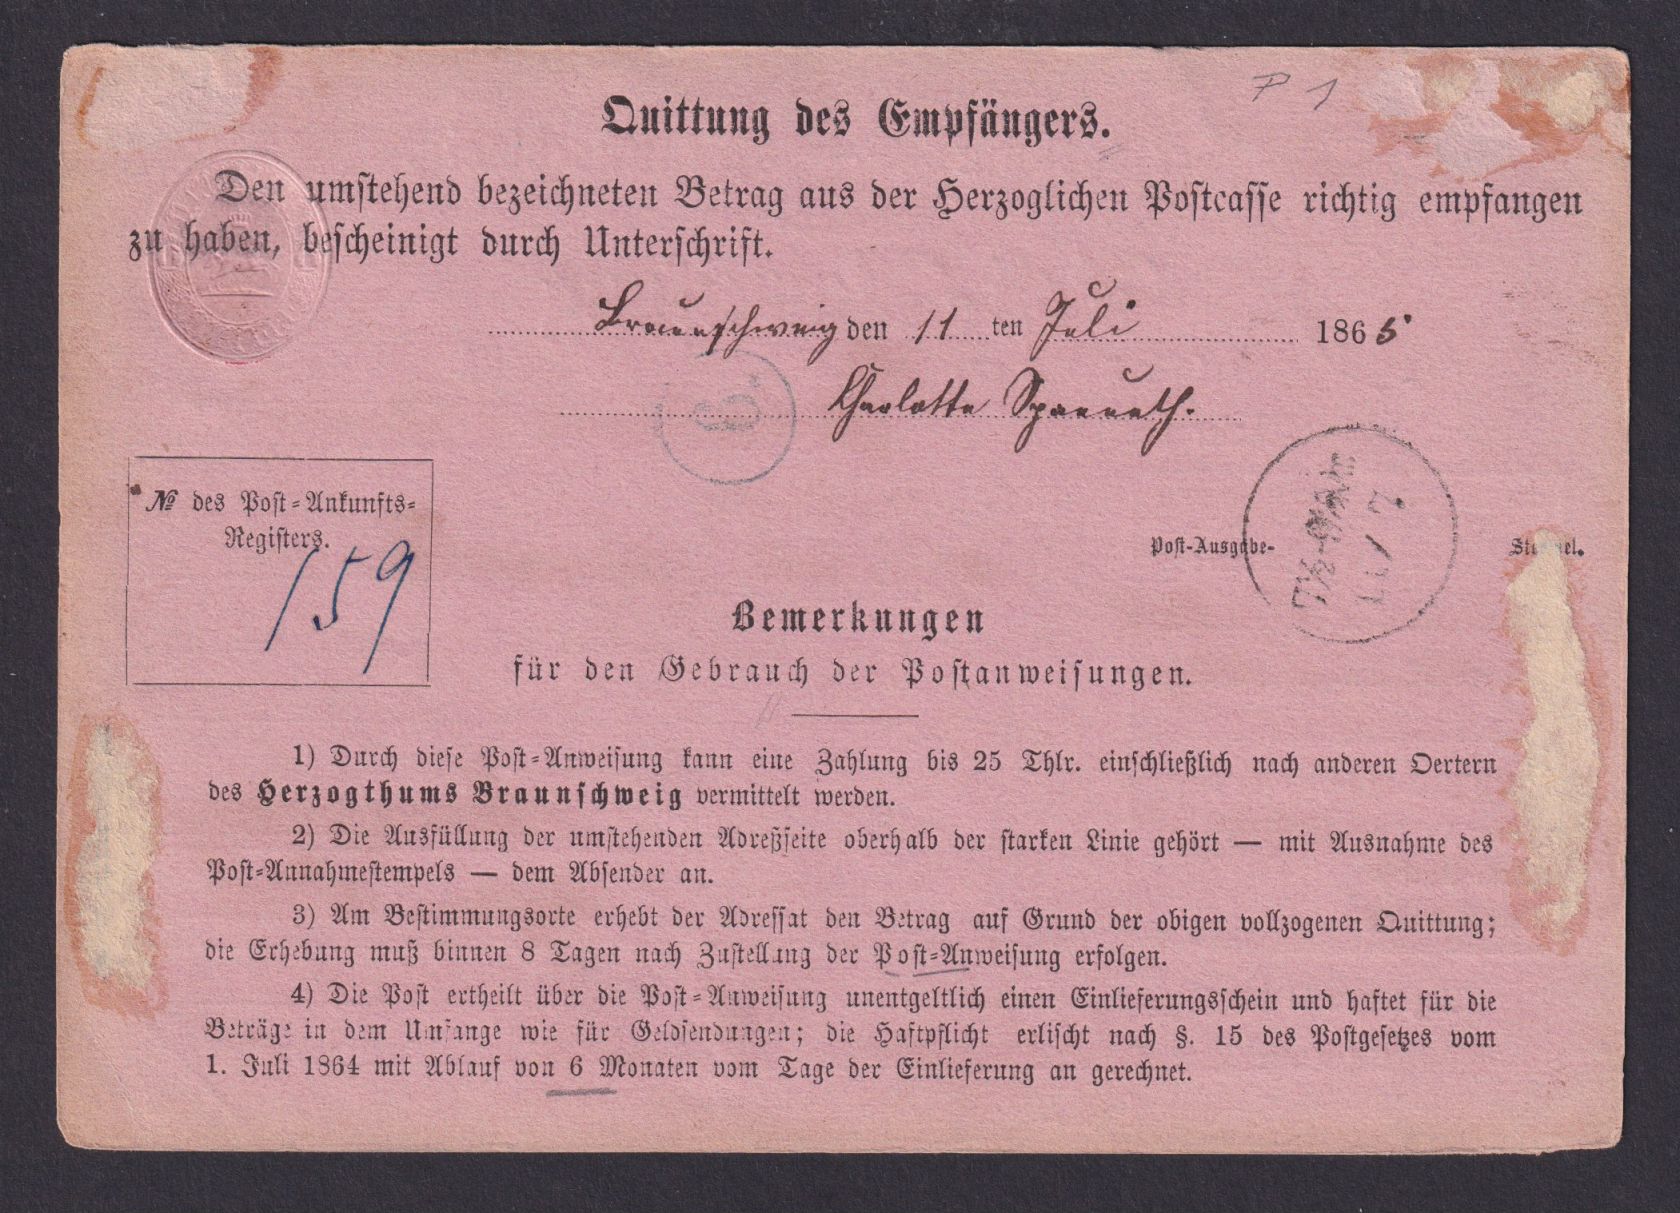 P 1
Quittung des Empfängers.
Den umstehend bezeichneten Betrag aus der Herzoglichen Postcasse richtig empfangen
zu haben, bescheinigt durch Unterschrift.
Braunschweig den 11 ten Juli 1865
Charlotte
6.
№ des Post-Ankunfts-
Registers.
159
Post-Ausgabe- Stempel.
11/7
Bemerkungen
für den Gebrauch der Postanweisungen.
1) Durch diese Post-Anweisung kann eine Zahlung bis 25 Thlr. einschließlich nach anderen Oertern
des Herzogthums Braunschweig vermittelt werden.
2) Die Ausfüllung der umstehenden Adreßseite oberhalb der starken Linie gehört — mit Ausnahme des
Post-Annahmestempels — dem Absender an.
3) Am Bestimmungsorte erhebt der Adressat den Betrag auf Grund der obigen vollzogenen Quittung;
die Erhebung muß binnen 8 Tagen nach Zustellung der Post-Anweisung erfolgen.
4) Die Post ertheilt über die Post-Anweisung unentgeltlich einen Einlieferungsschein und haftet für die
Beträge in dem Umfange wie für Geldsendungen; die Haftpflicht erlischt nach §. 15 des Postgesetzes vom
1. Juli 1864 mit Ablauf von 6 Monaten vom Tage der Einlieferung an gerechnet.